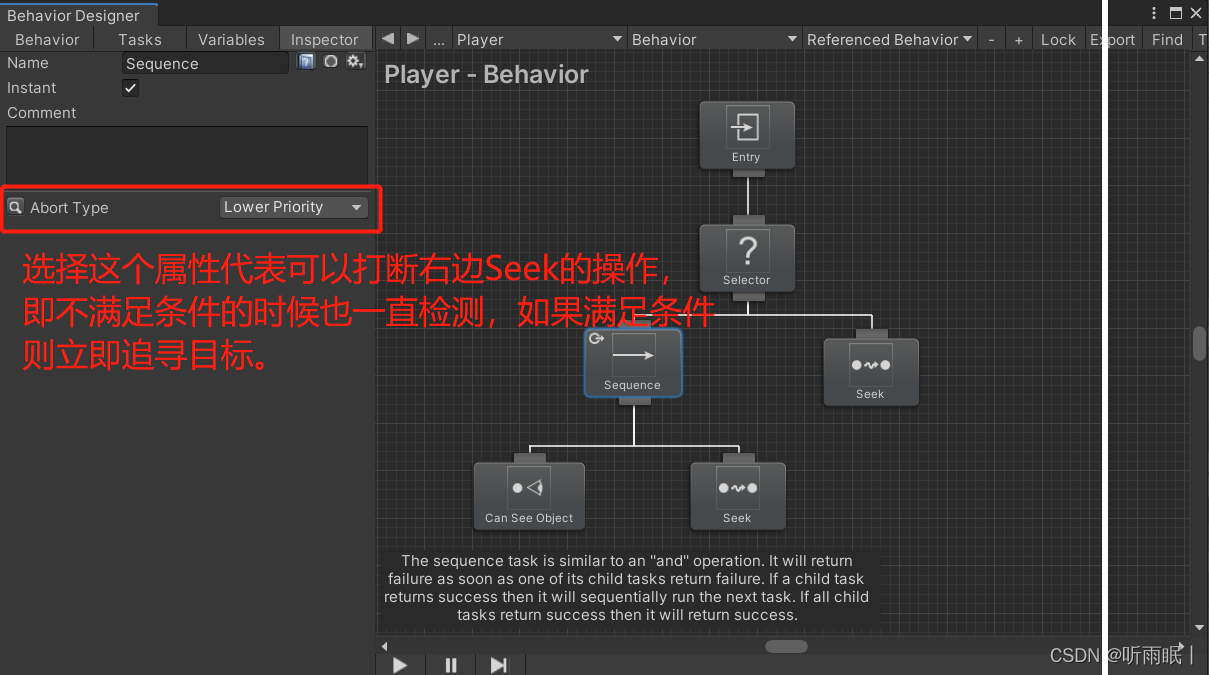 Behavior Designer
Behavior Tasks Variables Inspector
... Player Behavior Referenced Behavior - + Lock Export Find T
Name Sequence
Instant
Comment
Abort Type Lower Priority
Player - Behavior
Entry
Selector
选择这个属性代表可以打断右边Seek的操作，
即不满足条件的时候也一直检测，如果满足条件
则立即追寻目标。
Sequence
Seek
Can See Object
Seek
The sequence task is similar to an "and" operation. It will return
failure as soon as one of its child tasks return failure. If a child task
returns success then it will sequentially run the next task. If all child
tasks return success then it will return success.
CSDN @听雨眠丨